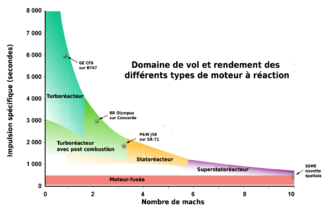 Domaine de vol et rendement des
différents types de moteur à réaction
Impulsion spécifique (secondes)
8 000
7 000
6 000
5 000
4 000
3 000
2 000
1 000
0
GE CF6
sur B747
Turboréacteur
RR Olympus
sur Concorde
Turboréacteur
avec post combustion
P&W J58
sur SR-71
Statoréacteur
Superstatoréacteur
SSME
navette
spatiale
Moteur-fusée
0
2
4
6
8
10
Nombre de machs